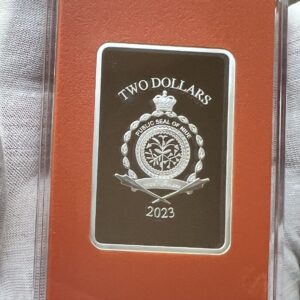 TWO DOLLARS
PUBLIC SEAL OF NIUE
2023